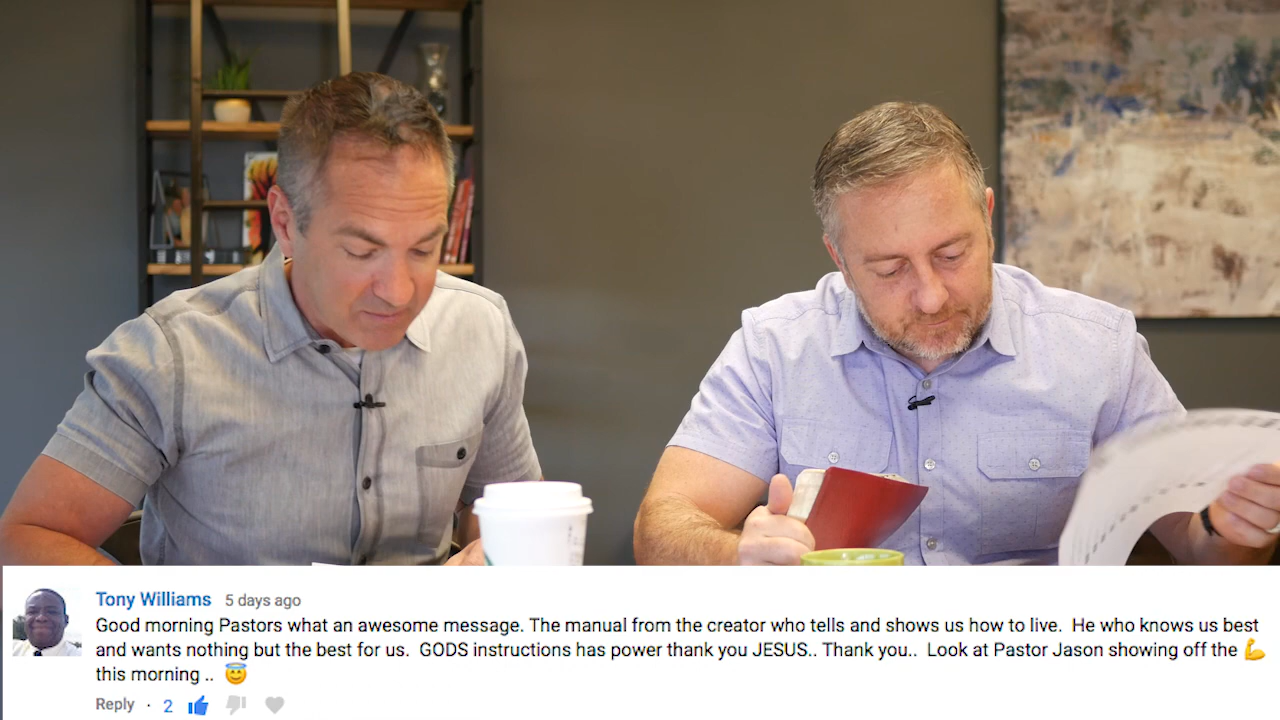 Tony Williams 5 days ago
Good morning Pastors what an awesome message. The manual from the creator who tells and shows us how to live. He who knows us best
and wants nothing but the best for us. GODS instructions has power thank you JESUS.. Thank you.. Look at Pastor Jason showing off the 💪
this morning .. 😇
Reply · 2